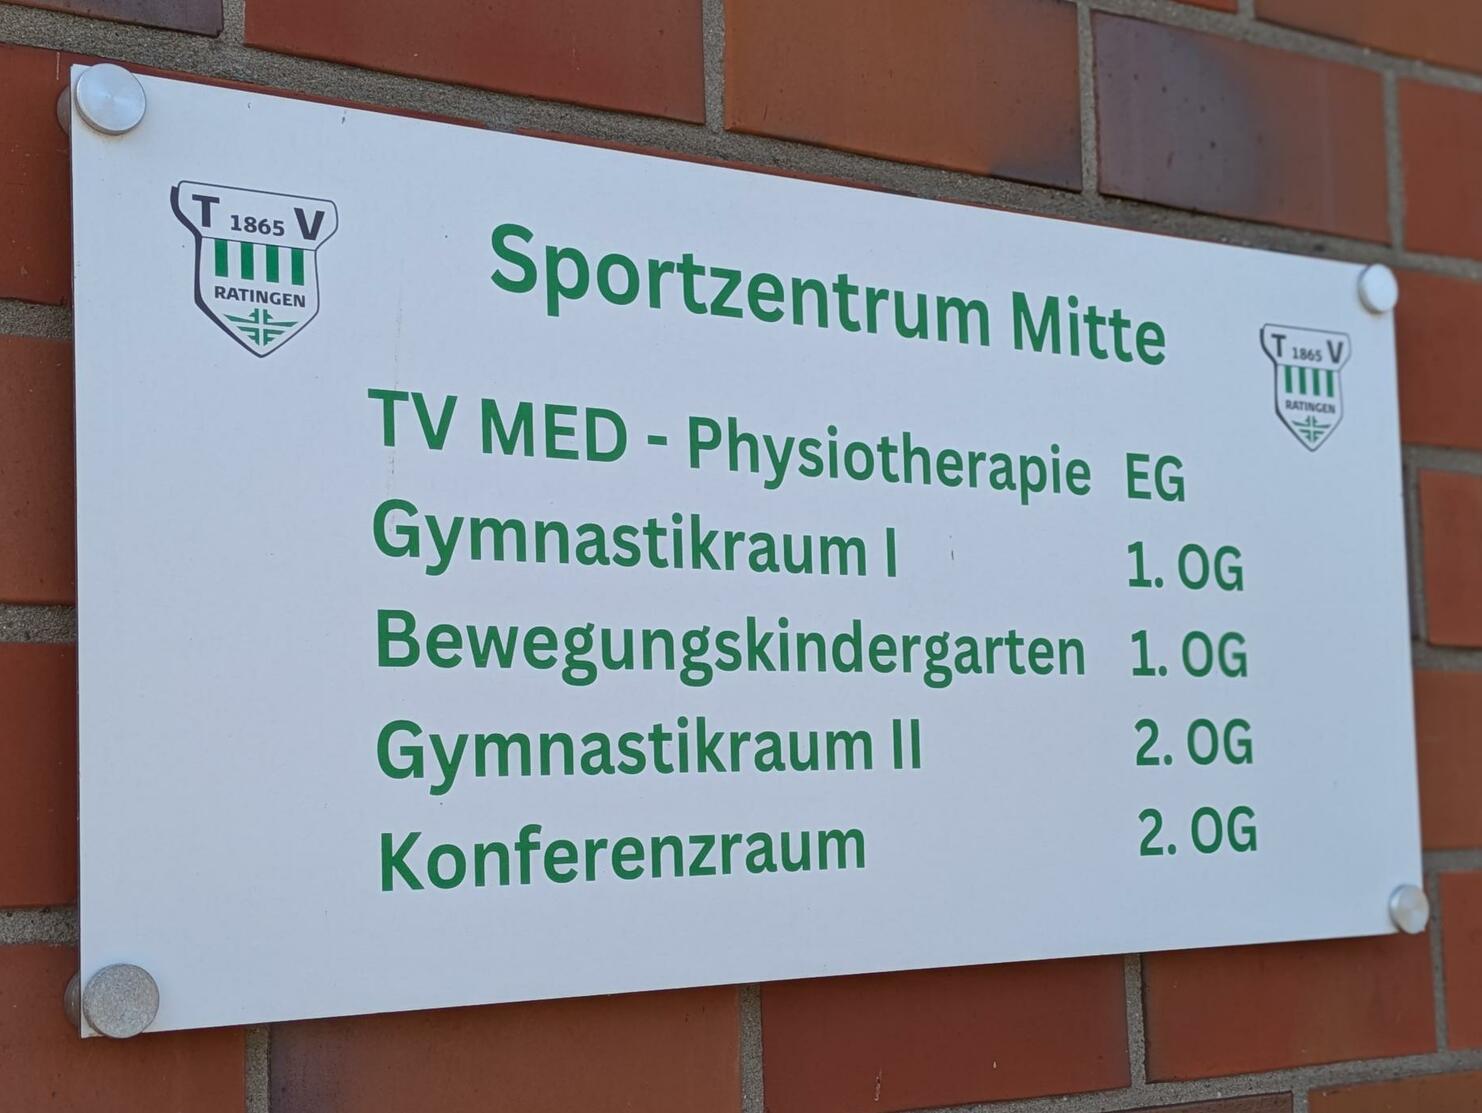 T 1865 V
RATINGEN
Sportzentrum Mitte
T 1865 V
RATINGEN
TV MED - Physiotherapie EG
Gymnastikraum I 1. OG
Bewegungskindergarten 1. OG
Gymnastikraum II 2. OG
Konferenzraum 2. OG